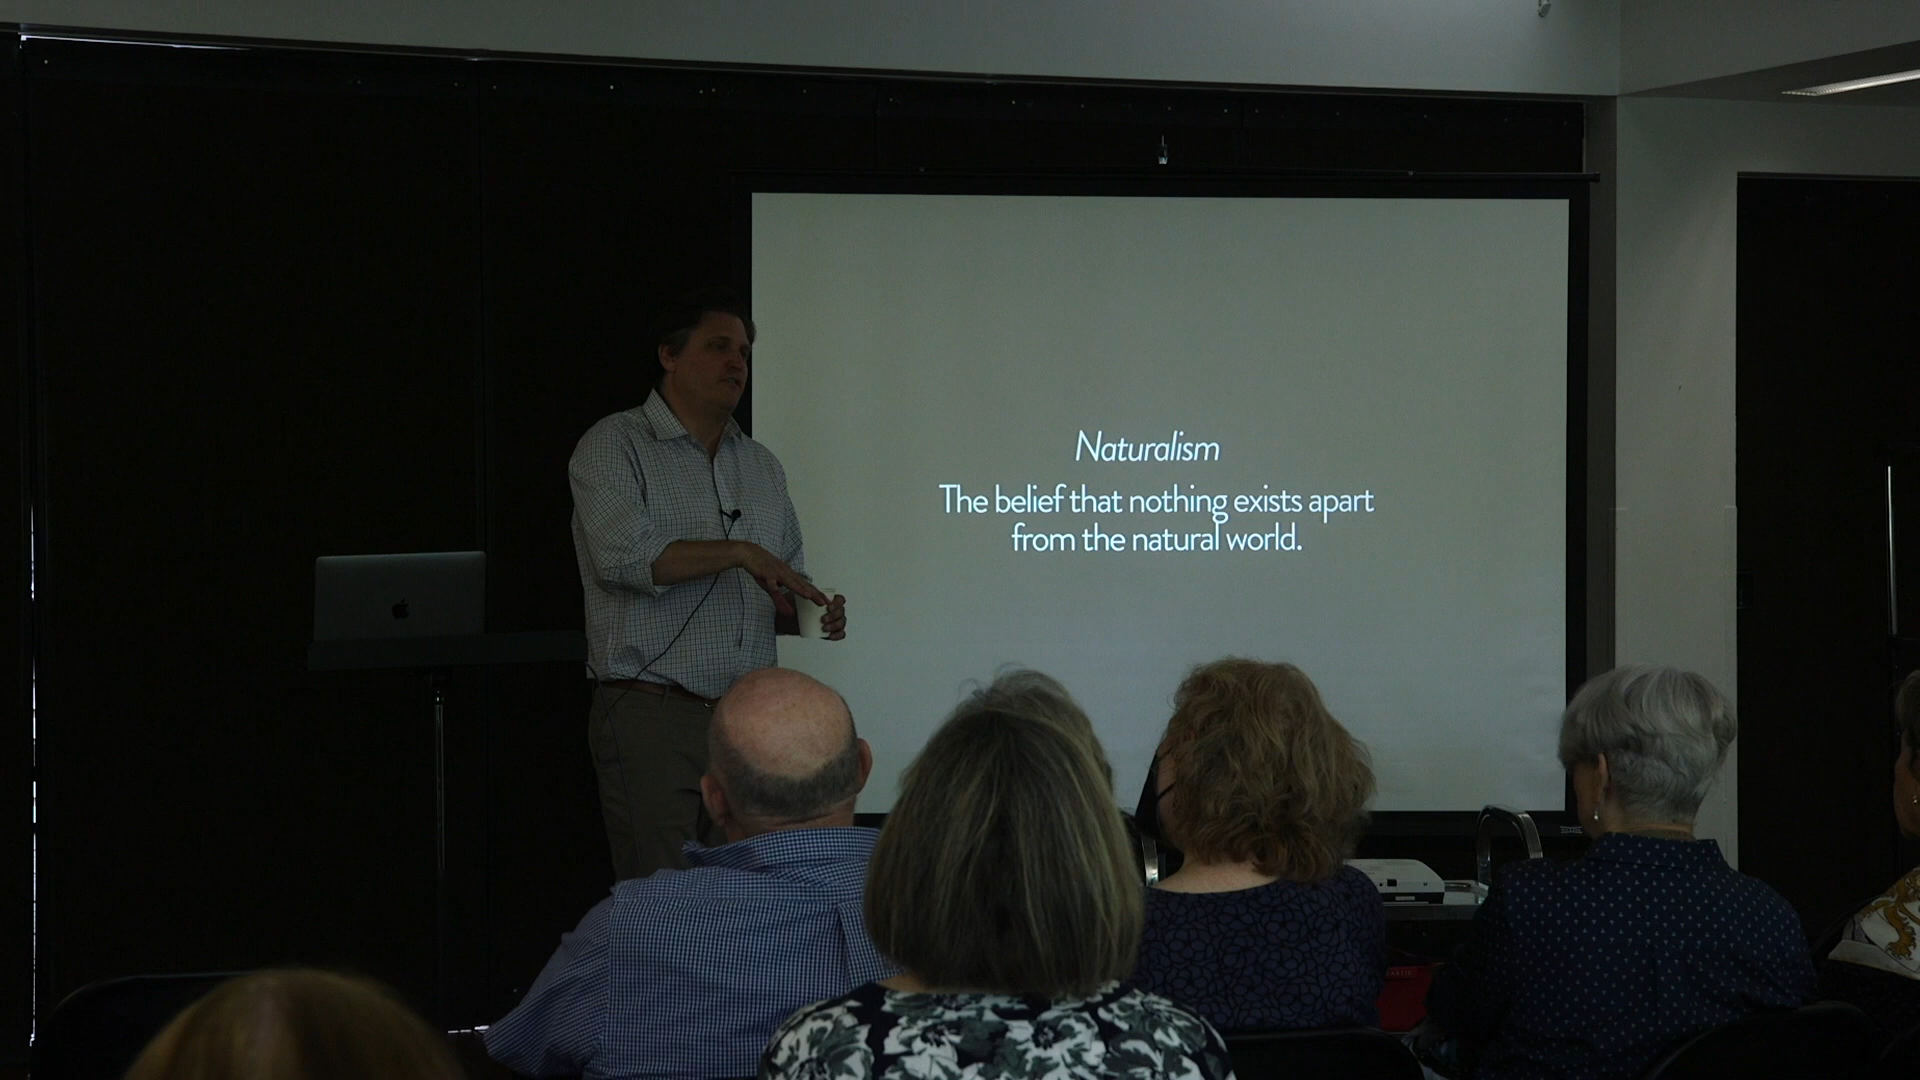 Naturalism
The belief that nothing exists apart
from the natural world.